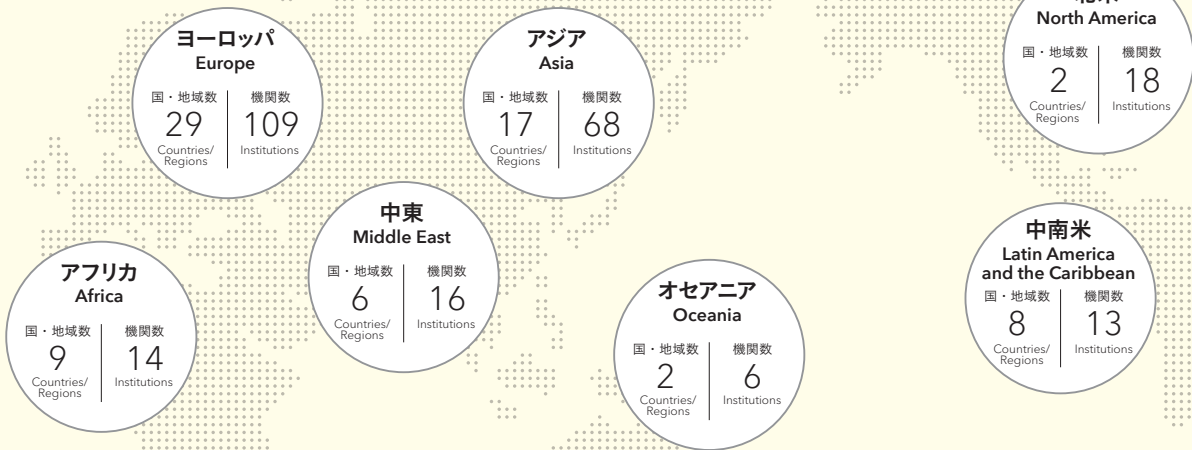 ヨーロッパ
Europe
国・地域数 機関数
29 109
Countries/ Institutions
Regions
アジア
Asia
国・地域数 機関数
17 68
Countries/ Institutions
Regions
North America
国・地域数 機関数
2 18
Countries/ Institutions
Regions
中東
Middle East
国・地域数 機関数
6 16
Countries/ Institutions
Regions
中南米
Latin America
and the Caribbean
国・地域数 機関数
8 13
Countries/ Institutions
Regions
アフリカ
Africa
国・地域数 機関数
9 14
Countries/ Institutions
Regions
オセアニア
Oceania
国・地域数 機関数
2 6
Countries/ Institutions
Regions